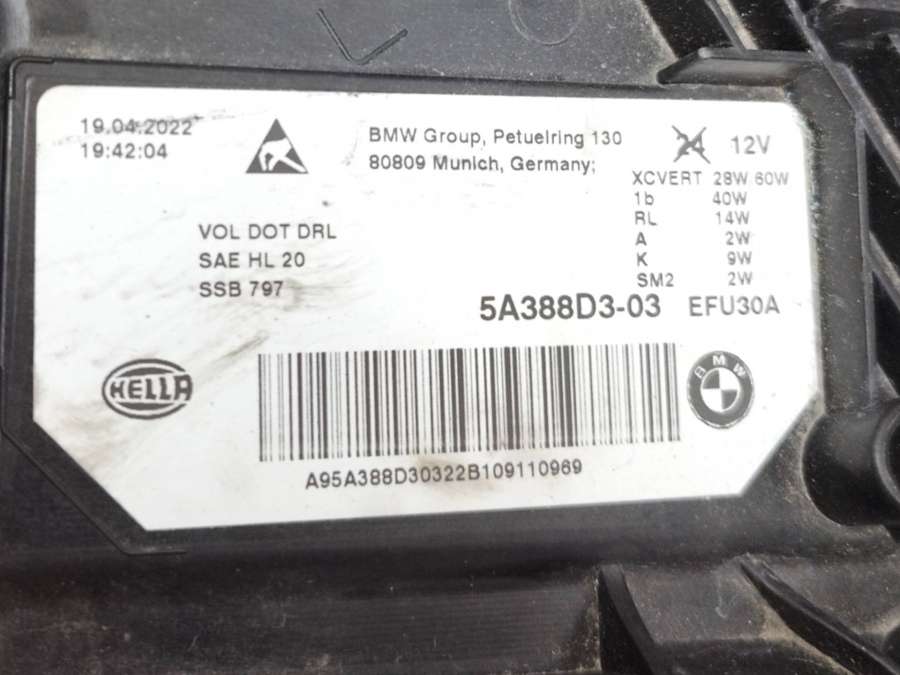 19.04.2022
19:42:04
BMW Group, Petuelring 130
80809 Munich, Germany;
24 12V
XCVERT 28W/60W
1b 40W
RL 14W
A 2W
K 9W
SM2 2W
VOL DOT DRL
SAE HL 20
SSB 797
5A388D3-03 EFU30A
HELLA
BMW
A95A388D30322B109110969